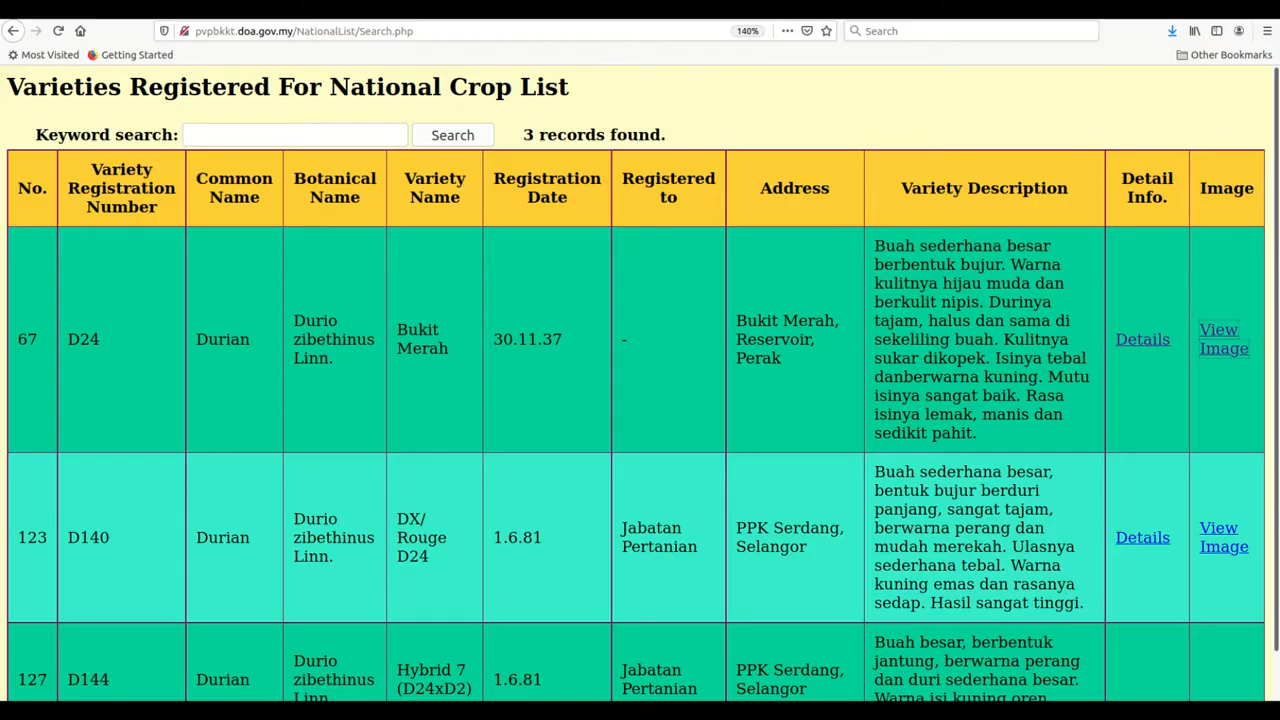 pvpbkkt.doa.gov.my/NationalList/Search.php
140%
Search
Most Visited
Getting Started
Other Bookmarks
Varieties Registered For National Crop List
Keyword search:
Search
3 records found.
No.
Variety
Registration
Number
Common
Name
Botanical
Name
Variety
Name
Registration
Date
Registered
to
Address
Variety Description
Detail
Info.
Image
67
D24
Durian
Durio
zibethinus
Linn.
Bukit
Merah
30.11.37
-
Bukit Merah,
Reservoir,
Perak
Buah sederhana besar
berbentuk bujur. Warna
kulitnya hijau muda dan
berkulit nipis. Durinya
tajam, halus dan sama di
sekeliling buah. Kulitnya
sukar dikopek. Isinya tebal
danberwarna kuning. Mutu
isinya sangat baik. Rasa
isinya lemak, manis dan
sedikit pahit.
Details
View
Image
123
D140
Durian
Durio
zibethinus
Linn.
DX/
Rouge
D24
1.6.81
Jabatan
Pertanian
PPK Serdang,
Selangor
Buah sederhana besar,
bentuk bujur berduri
panjang, sangat tajam,
berwarna perang dan
mudah merekah. Ulasnya
sederhana tebal. Warna
kuning emas dan rasanya
sedap. Hasil sangat tinggi.
Details
View
Image
127
D144
Durian
Durio
zibethinus
Linn.
Hybrid 7
(D24xD2)
1.6.81
Jabatan
Pertanian
PPK Serdang,
Selangor
Buah besar, berbentuk
jantung, berwarna perang
dan duri sederhana besar.
Warna isi kuning oren